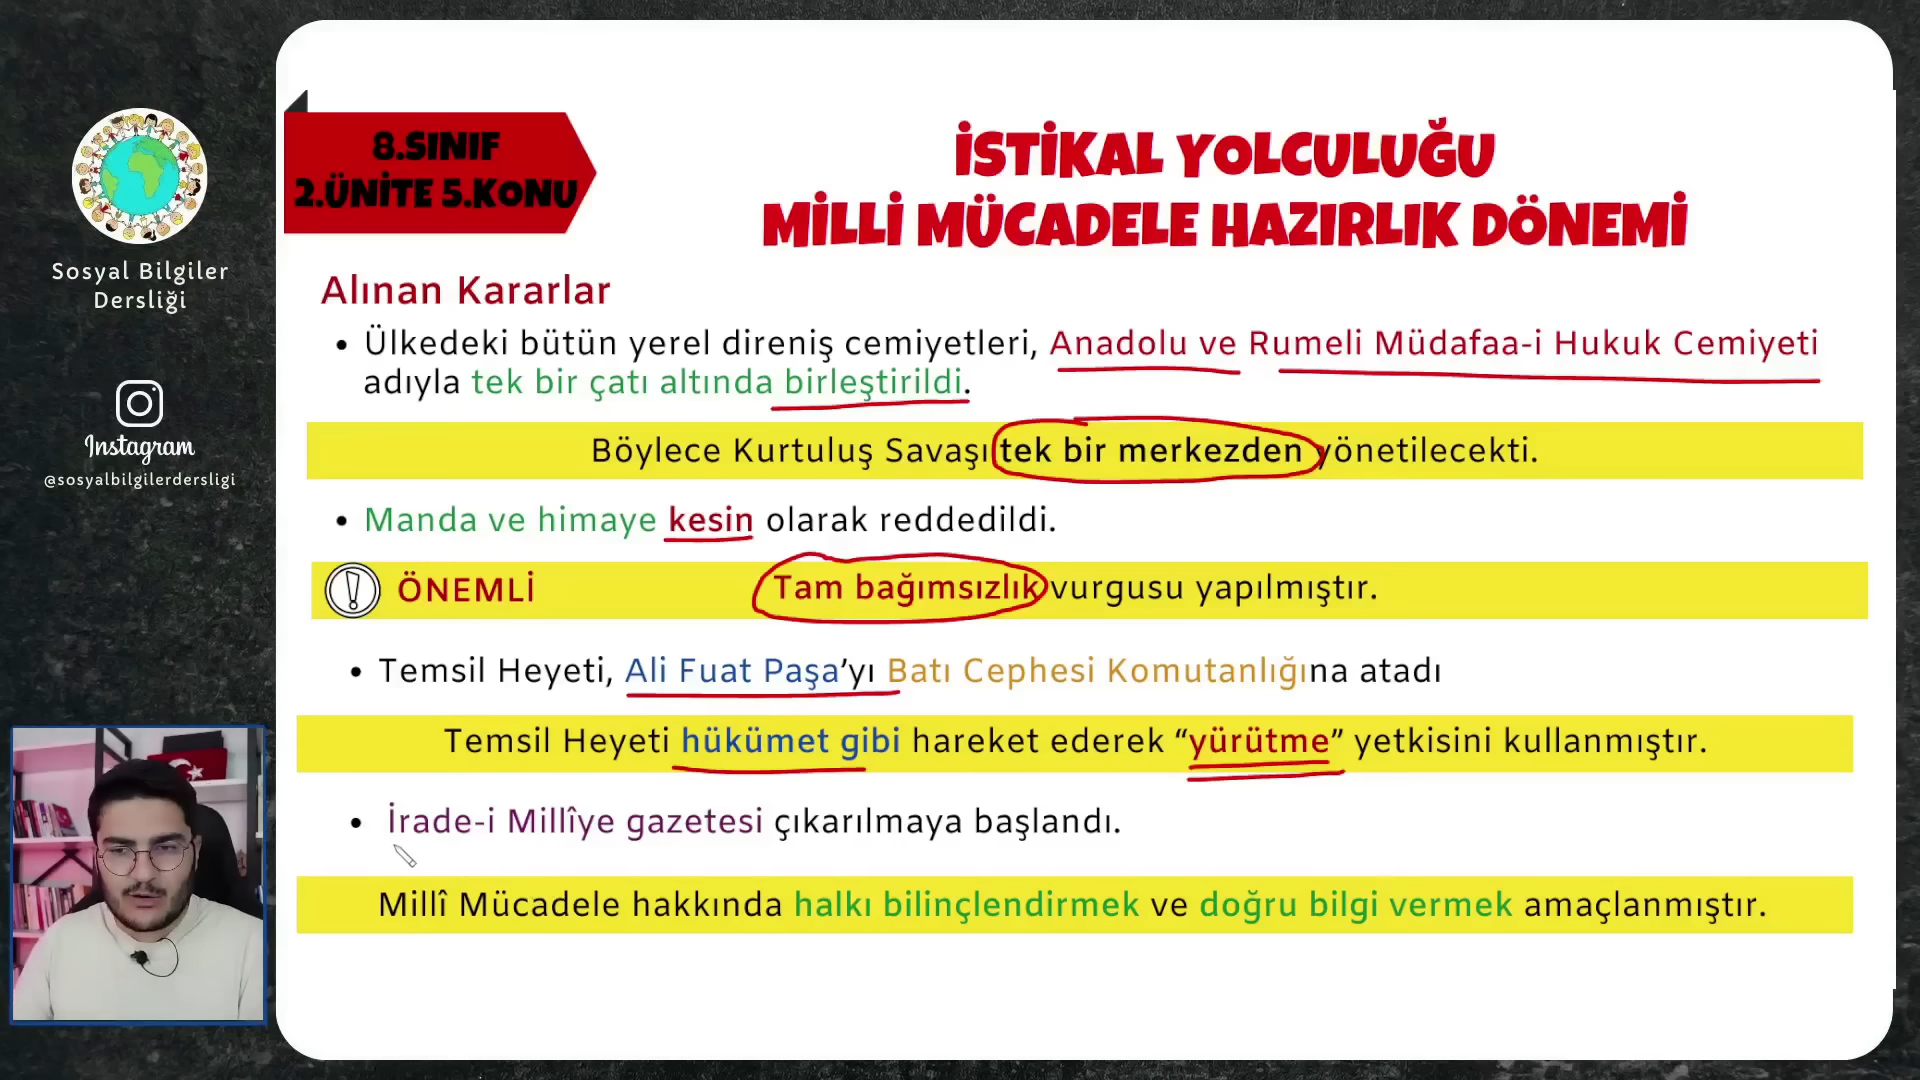 Sosyal Bilgiler
Dersliği
Instagram
@sosyalbilgilerdersligi
8.SINIF
2.ÜNİTE 5.KONU
İSTİKAL YOLCULUĞU
MİLLİ MÜCADELE HAZIRLIK DÖNEMİ
Alınan Kararlar
• Ülkedeki bütün yerel direniş cemiyetleri, Anadolu ve Rumeli Müdafaa-i Hukuk Cemiyeti
adıyla tek bir çatı altında birleştirildi.
Böylece Kurtuluş Savaşı tek bir merkezden yönetilecekti.
• Manda ve himaye kesin olarak reddedildi.
ÖNEMLİ Tam bağımsızlık vurgusu yapılmıştır.
• Temsil Heyeti, Ali Fuat Paşa’yı Batı Cephesi Komutanlığına atadı
Temsil Heyeti hükümet gibi hareket ederek “yürütme” yetkisini kullanmıştır.
• İrade-i Millîye gazetesi çıkarılmaya başlandı.
Millî Mücadele hakkında halkı bilinçlendirmek ve doğru bilgi vermek amaçlanmıştır.